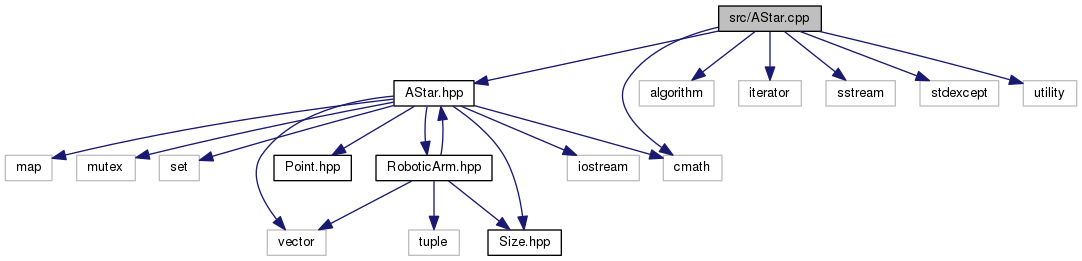 src/AStar.cpp
AStar.hpp
algorithm
iterator
sstream
stdexcept
utility
map
mutex
set
Point.hpp
RoboticArm.hpp
iostream
cmath
vector
tuple
Size.hpp